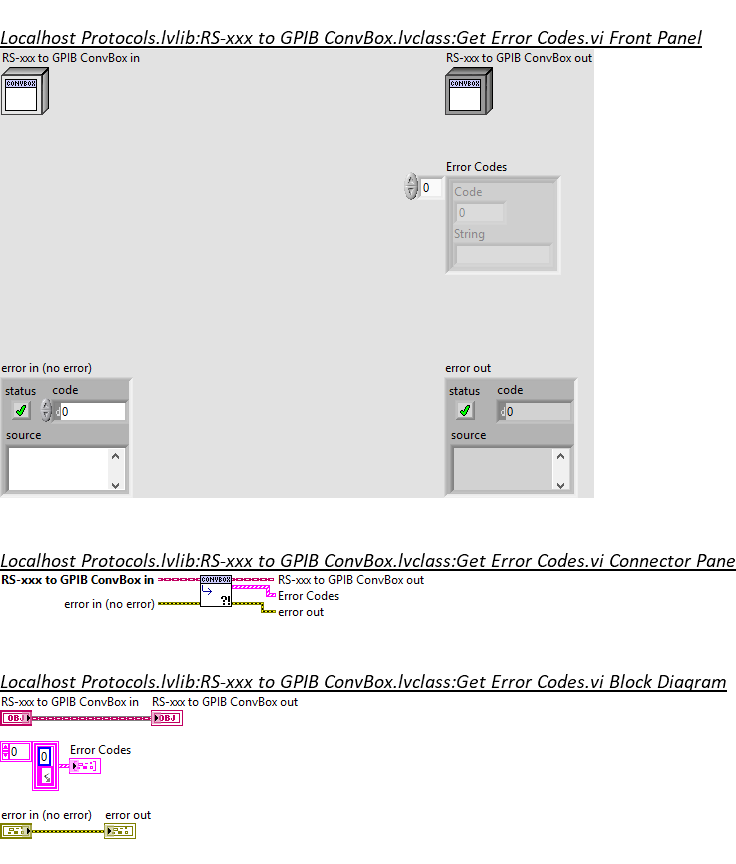 Localhost Protocols.lvlib:RS-xxx to GPIB ConvBox.lvclass:Get Error Codes.vi Front Panel
RS-xxx to GPIB ConvBox in
RS-xxx to GPIB ConvBox out
CONVBOX
CONVBOX
Error Codes
0
Code
0
String
error in (no error)
error out
status
code
status
code
d
0
d
0
source
source
Localhost Protocols.lvlib:RS-xxx to GPIB ConvBox.lvclass:Get Error Codes.vi Connector Pane
RS-xxx to GPIB ConvBox in
CONVBOX
RS-xxx to GPIB ConvBox out
?!
Error Codes
error in (no error)
error out
Localhost Protocols.lvlib:RS-xxx to GPIB ConvBox.lvclass:Get Error Codes.vi Block Diagram
RS-xxx to GPIB ConvBox in
RS-xxx to GPIB ConvBox out
OBJ
OBJ
0
0
Error Codes
error in (no error)
error out